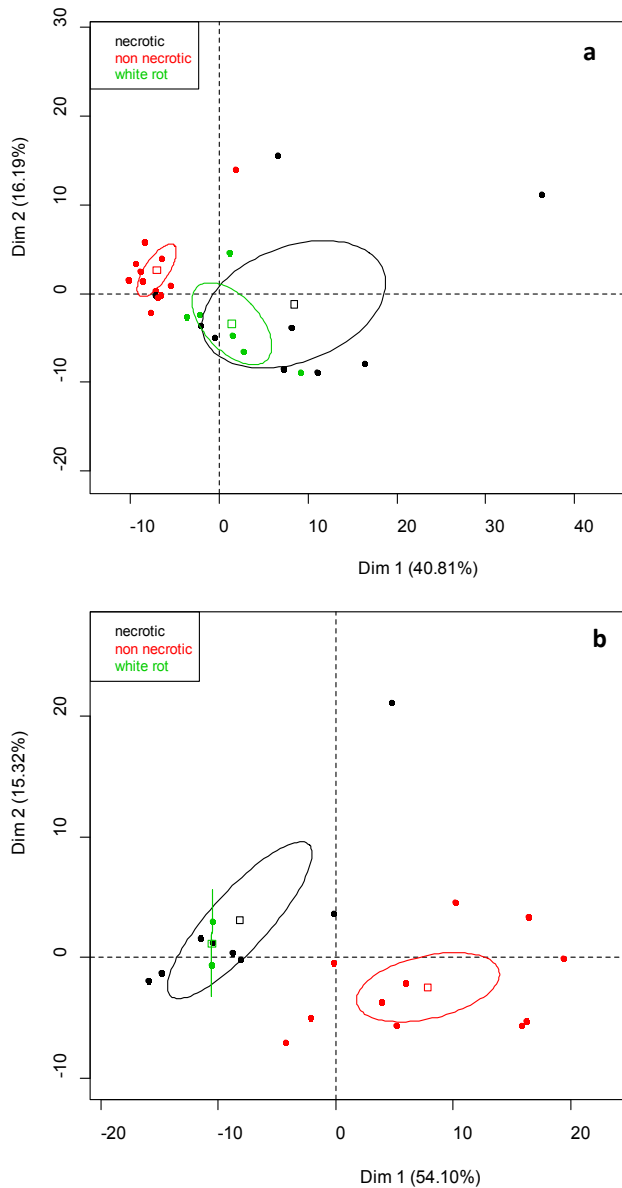 necrotic
non necrotic
white rot
a
30
20
10
0
-10
-20
Dim 2 (16.19%)
-10
0
10
20
30
40
Dim 1 (40.81%)
necrotic
non necrotic
white rot
b
20
10
0
-10
Dim 2 (15.32%)
-20
-10
0
10
20
Dim 1 (54.10%)